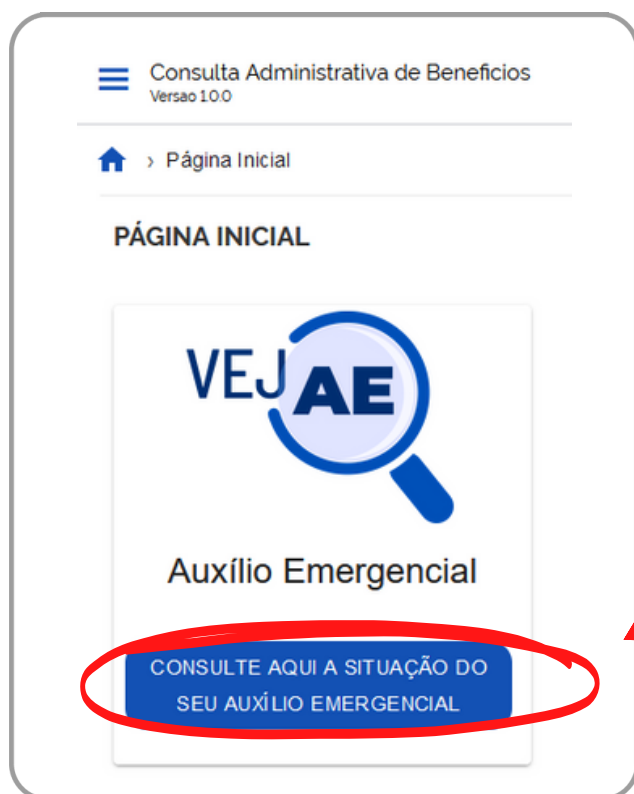 Consulta Administrativa de Beneficios
Versao 1.0.0
› Página Inicial
PÁGINA INICIAL
VEJAE
Auxílio Emergencial
CONSULTE AQUI A SITUAÇÃO DO
SEU AUXÍLIO EMERGENCIAL